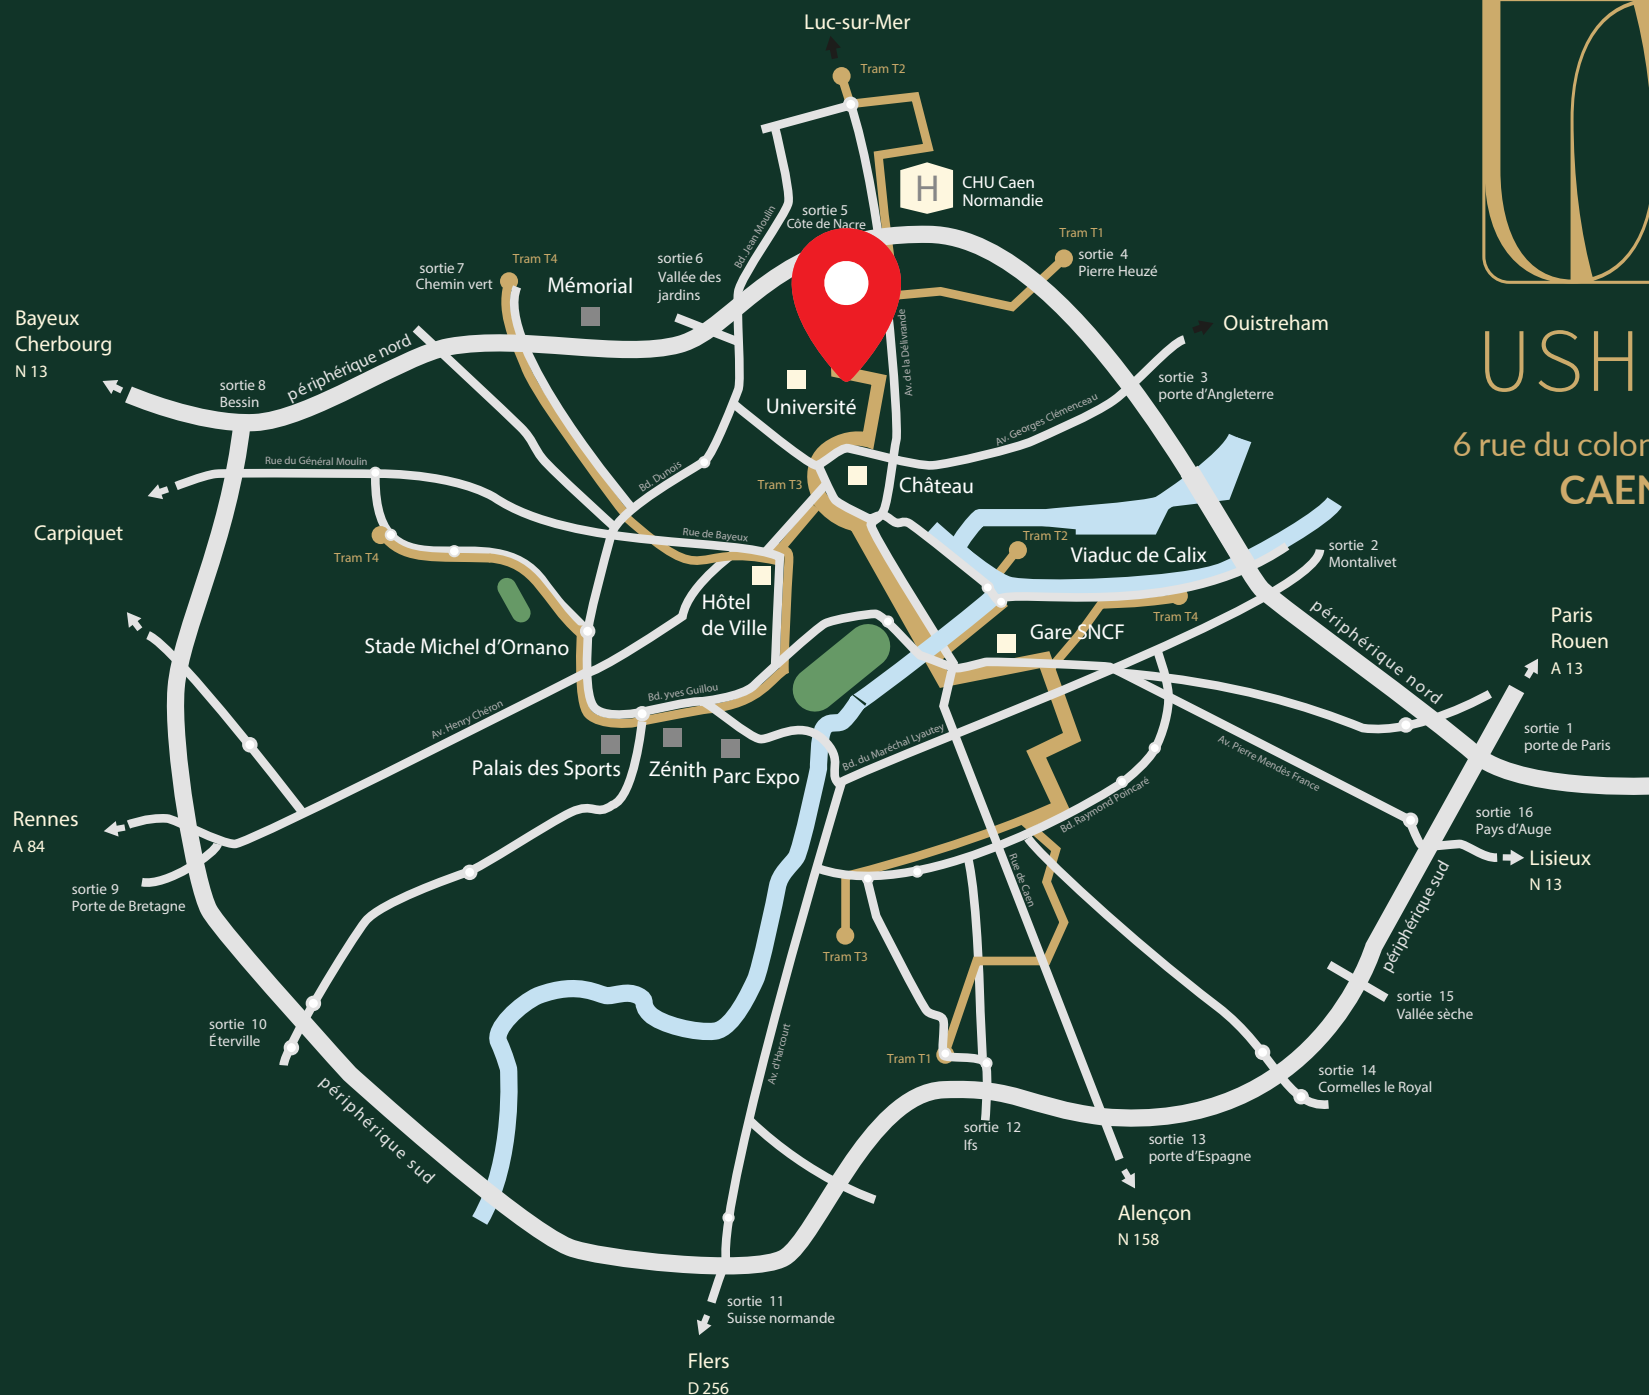 Luc-sur-Mer
Tram T2
CHU Caen
Normandie
H
sortie 5
Côte de Nacre
Bd. Jean Moulin
Tram T1
sortie 4
Pierre Heuzé
sortie 6
Vallée des
jardins
Tram T4
sortie 7
Chemin vert
Mémorial
Bayeux
Cherbourg
N 13
périphérique nord
sortie 8
Bessin
Ouistreham
Av. de la Délivrande
sortie 3
porte d'Angleterre
Université
Av. Georges Clémenceau
USH
6 rue du colon
CAEN
Rue du Général Moulin
Bd. Dunois
Tram T3
Château
Carpiquet
Tram T4
Rue de Bayeux
Tram T2
Viaduc de Calix
sortie 2
Montalivet
Hôtel
de Ville
Tram T4
Gare SNCF
périphérique nord
Paris
Rouen
A 13
Stade Michel d'Ornano
Bd. yves Guillou
Av. Henry Chéron
Bd. du Maréchal Lyautey
Av. Pierre Mendès France
sortie 1
porte de Paris
Palais des Sports
Zénith
Parc Expo
Bd. Raymond Poincaré
Rennes
A 84
sortie 16
Pays d'Auge
Lisieux
N 13
sortie 9
Porte de Bretagne
Rue de Caen
périphérique sud
Tram T3
sortie 15
Vallée sèche
sortie 10
Éterville
Av. d'Harcourt
Tram T1
sortie 14
Cormelles le Royal
périphérique sud
sortie 12
Ifs
sortie 13
porte d'Espagne
Alençon
N 158
sortie 11
Suisse normande
Flers
D 256